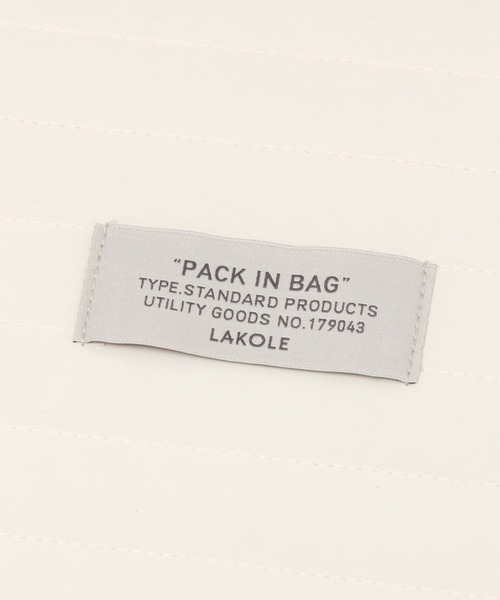 “PACK IN BAG”
TYPE.STANDARD PRODUCTS
UTILITY GOODS NO.179043
LAKOLE